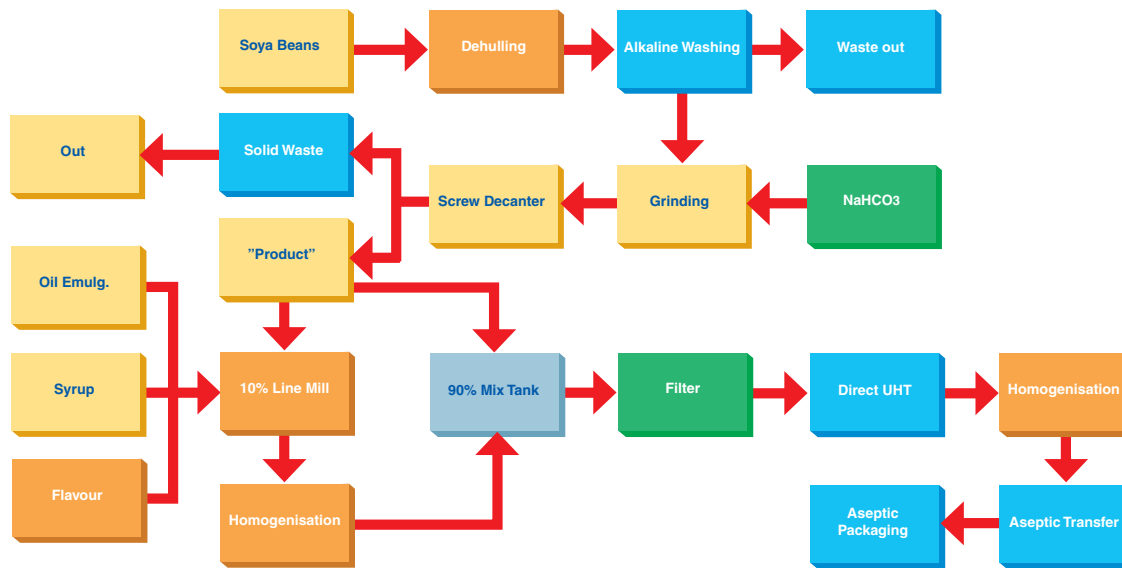 Soya Beans
Dehulling
Alkaline Washing
Waste out
Out
Solid Waste
Screw Decanter
Grinding
NaHCO3
”Product”
Oil Emulg.
Syrup
10% Line Mill
90% Mix Tank
Filter
Direct UHT
Homogenisation
Flavour
Homogenisation
Aseptic
Packaging
Aseptic Transfer